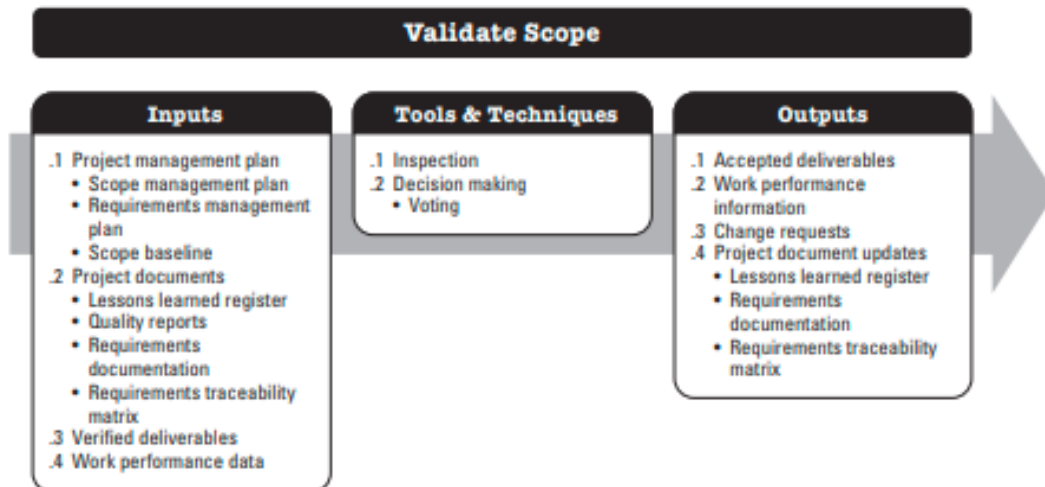 Validate Scope
Inputs
.1 Project management plan
• Scope management plan
• Requirements management
plan
• Scope baseline
.2 Project documents
• Lessons learned register
• Quality reports
• Requirements
documentation
• Requirements traceability
matrix
.3 Verified deliverables
.4 Work performance data
Tools & Techniques
.1 Inspection
.2 Decision making
• Voting
Outputs
.1 Accepted deliverables
.2 Work performance
information
.3 Change requests
.4 Project document updates
• Lessons learned register
• Requirements
documentation
• Requirements traceability
matrix